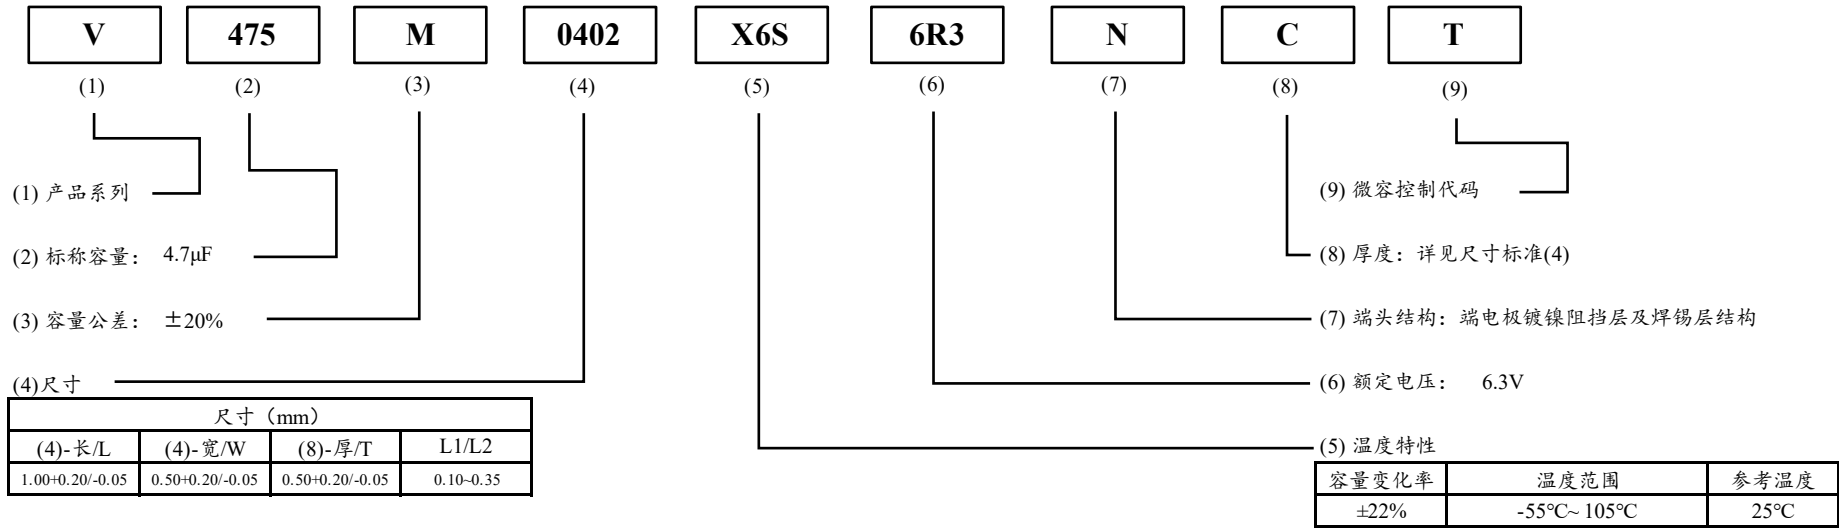 V 475 M 0402 X6S 6R3 N C T
(1) (2) (3) (4) (5) (6) (7) (8) (9)
(1) 产品系列
(9) 微容控制代码
(2) 标称容量： 4.7μF
(8) 厚度：详见尺寸标准(4)
(3) 容量公差： ±20%
(7) 端头结构：端电极镀镍阻挡层及焊锡层结构
(4)尺寸
(6) 额定电压： 6.3V
尺寸（mm）
(4)-长/L (4)-宽/W (8)-厚/T L1/L2
1.00+0.20/-0.05 0.50+0.20/-0.05 0.50+0.20/-0.05 0.10~0.35
(5) 温度特性
容量变化率 温度范围 参考温度
±22% -55℃~ 105℃ 25℃